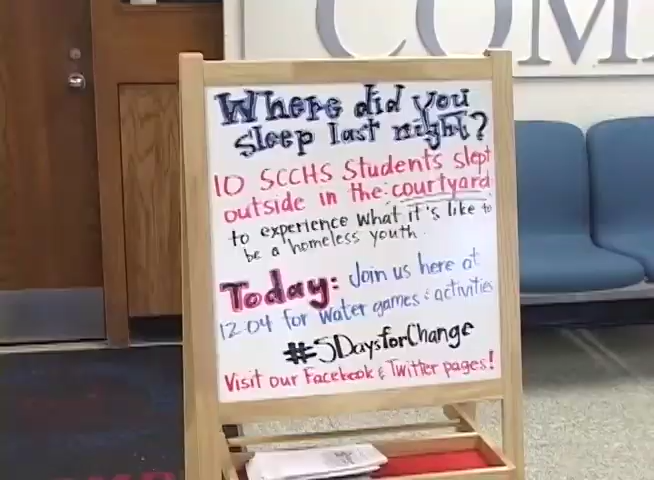 COM
Where did you
sleep last night?
10 SCCHS Students slept
outside in the courtyard
to experience what it's like to
be a homeless youth.
Today: Join us here at
12:04 for water games & activities
#5DaysforChange
Visit our Facebook & Twitter pages!